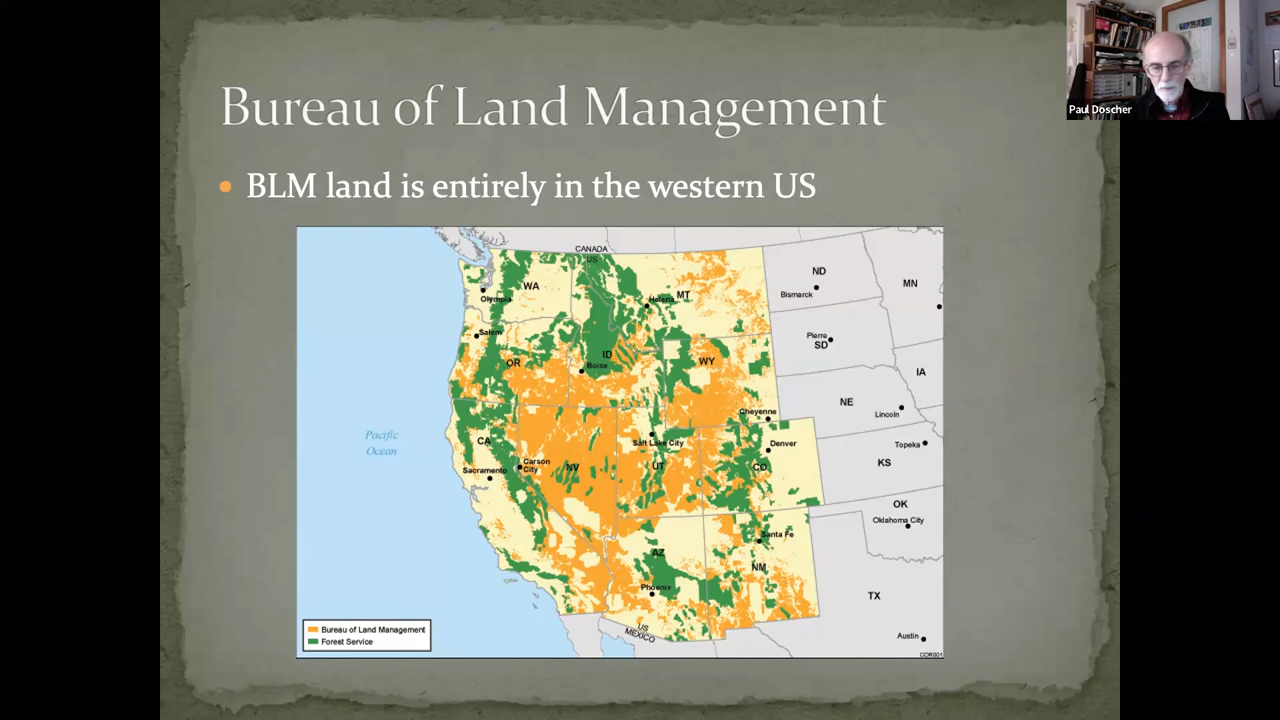 Bureau of Land Management
Paul Doscher
BLM land is entirely in the western US
CANADA
US
WA
Olympia
Helena
MT
ND
Bismarck
MN
Salem
OR
ID
Boise
WY
Pierre
SD
IA
NE
Lincoln
Cheyenne
CA
Sacramento
Carson
City
NV
Salt Lake City
UT
Denver
CO
Topeka
KS
Pacific
Ocean
OK
Oklahoma City
Santa Fe
AZ
NM
Phoenix
TX
US
MEXICO
Austin
Bureau of Land Management
Forest Service
COR001